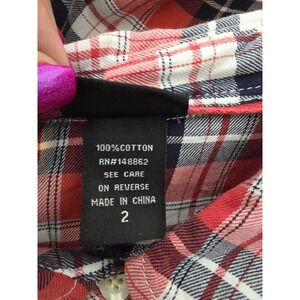 100%COTTON
RN#148862
SEE CARE
ON REVERSE
MADE IN CHINA
2